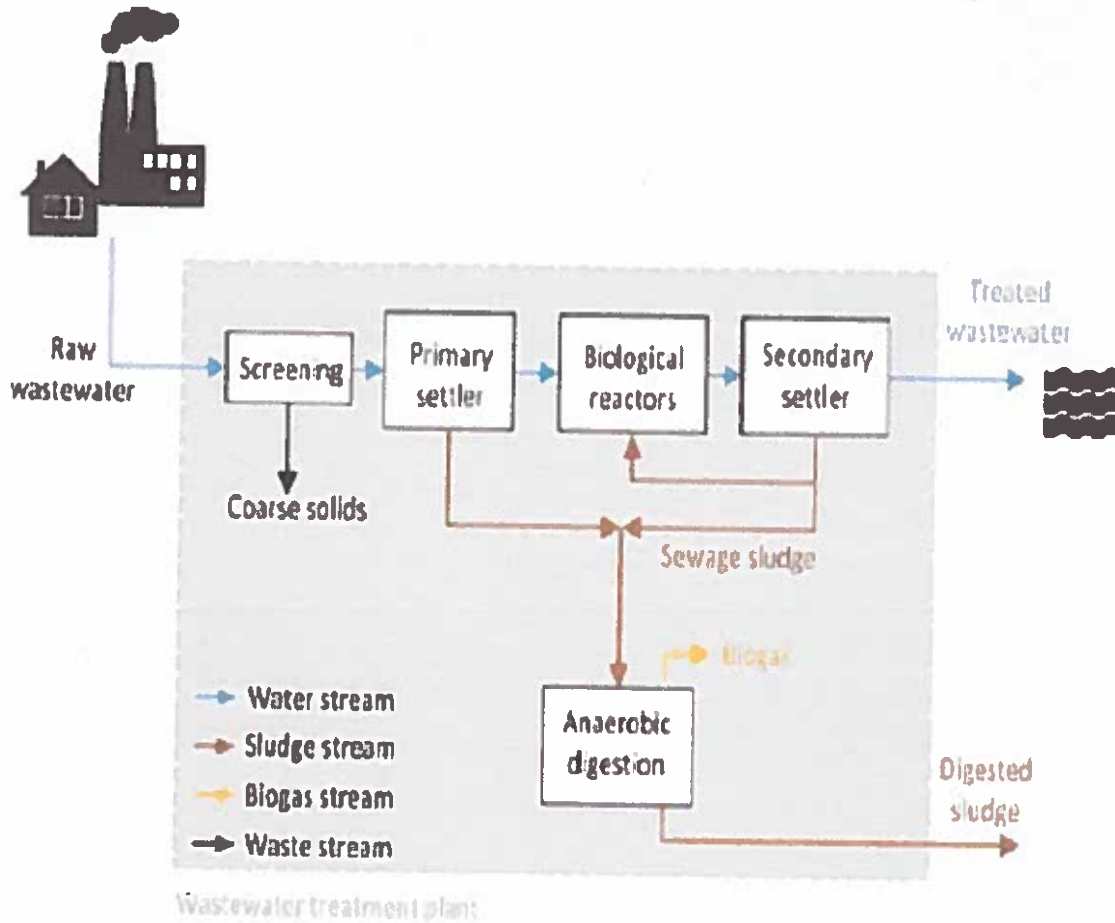 Raw
wastewater
Screening
Primary
settler
Biological
reactors
Secondary
settler
Treated
wastewater
Coarse solids
Sewage sludge
Biogas
Anaerobic
digestion
Digested
sludge
Water stream
Sludge stream
Biogas stream
Waste stream
Wastewater treatment plant